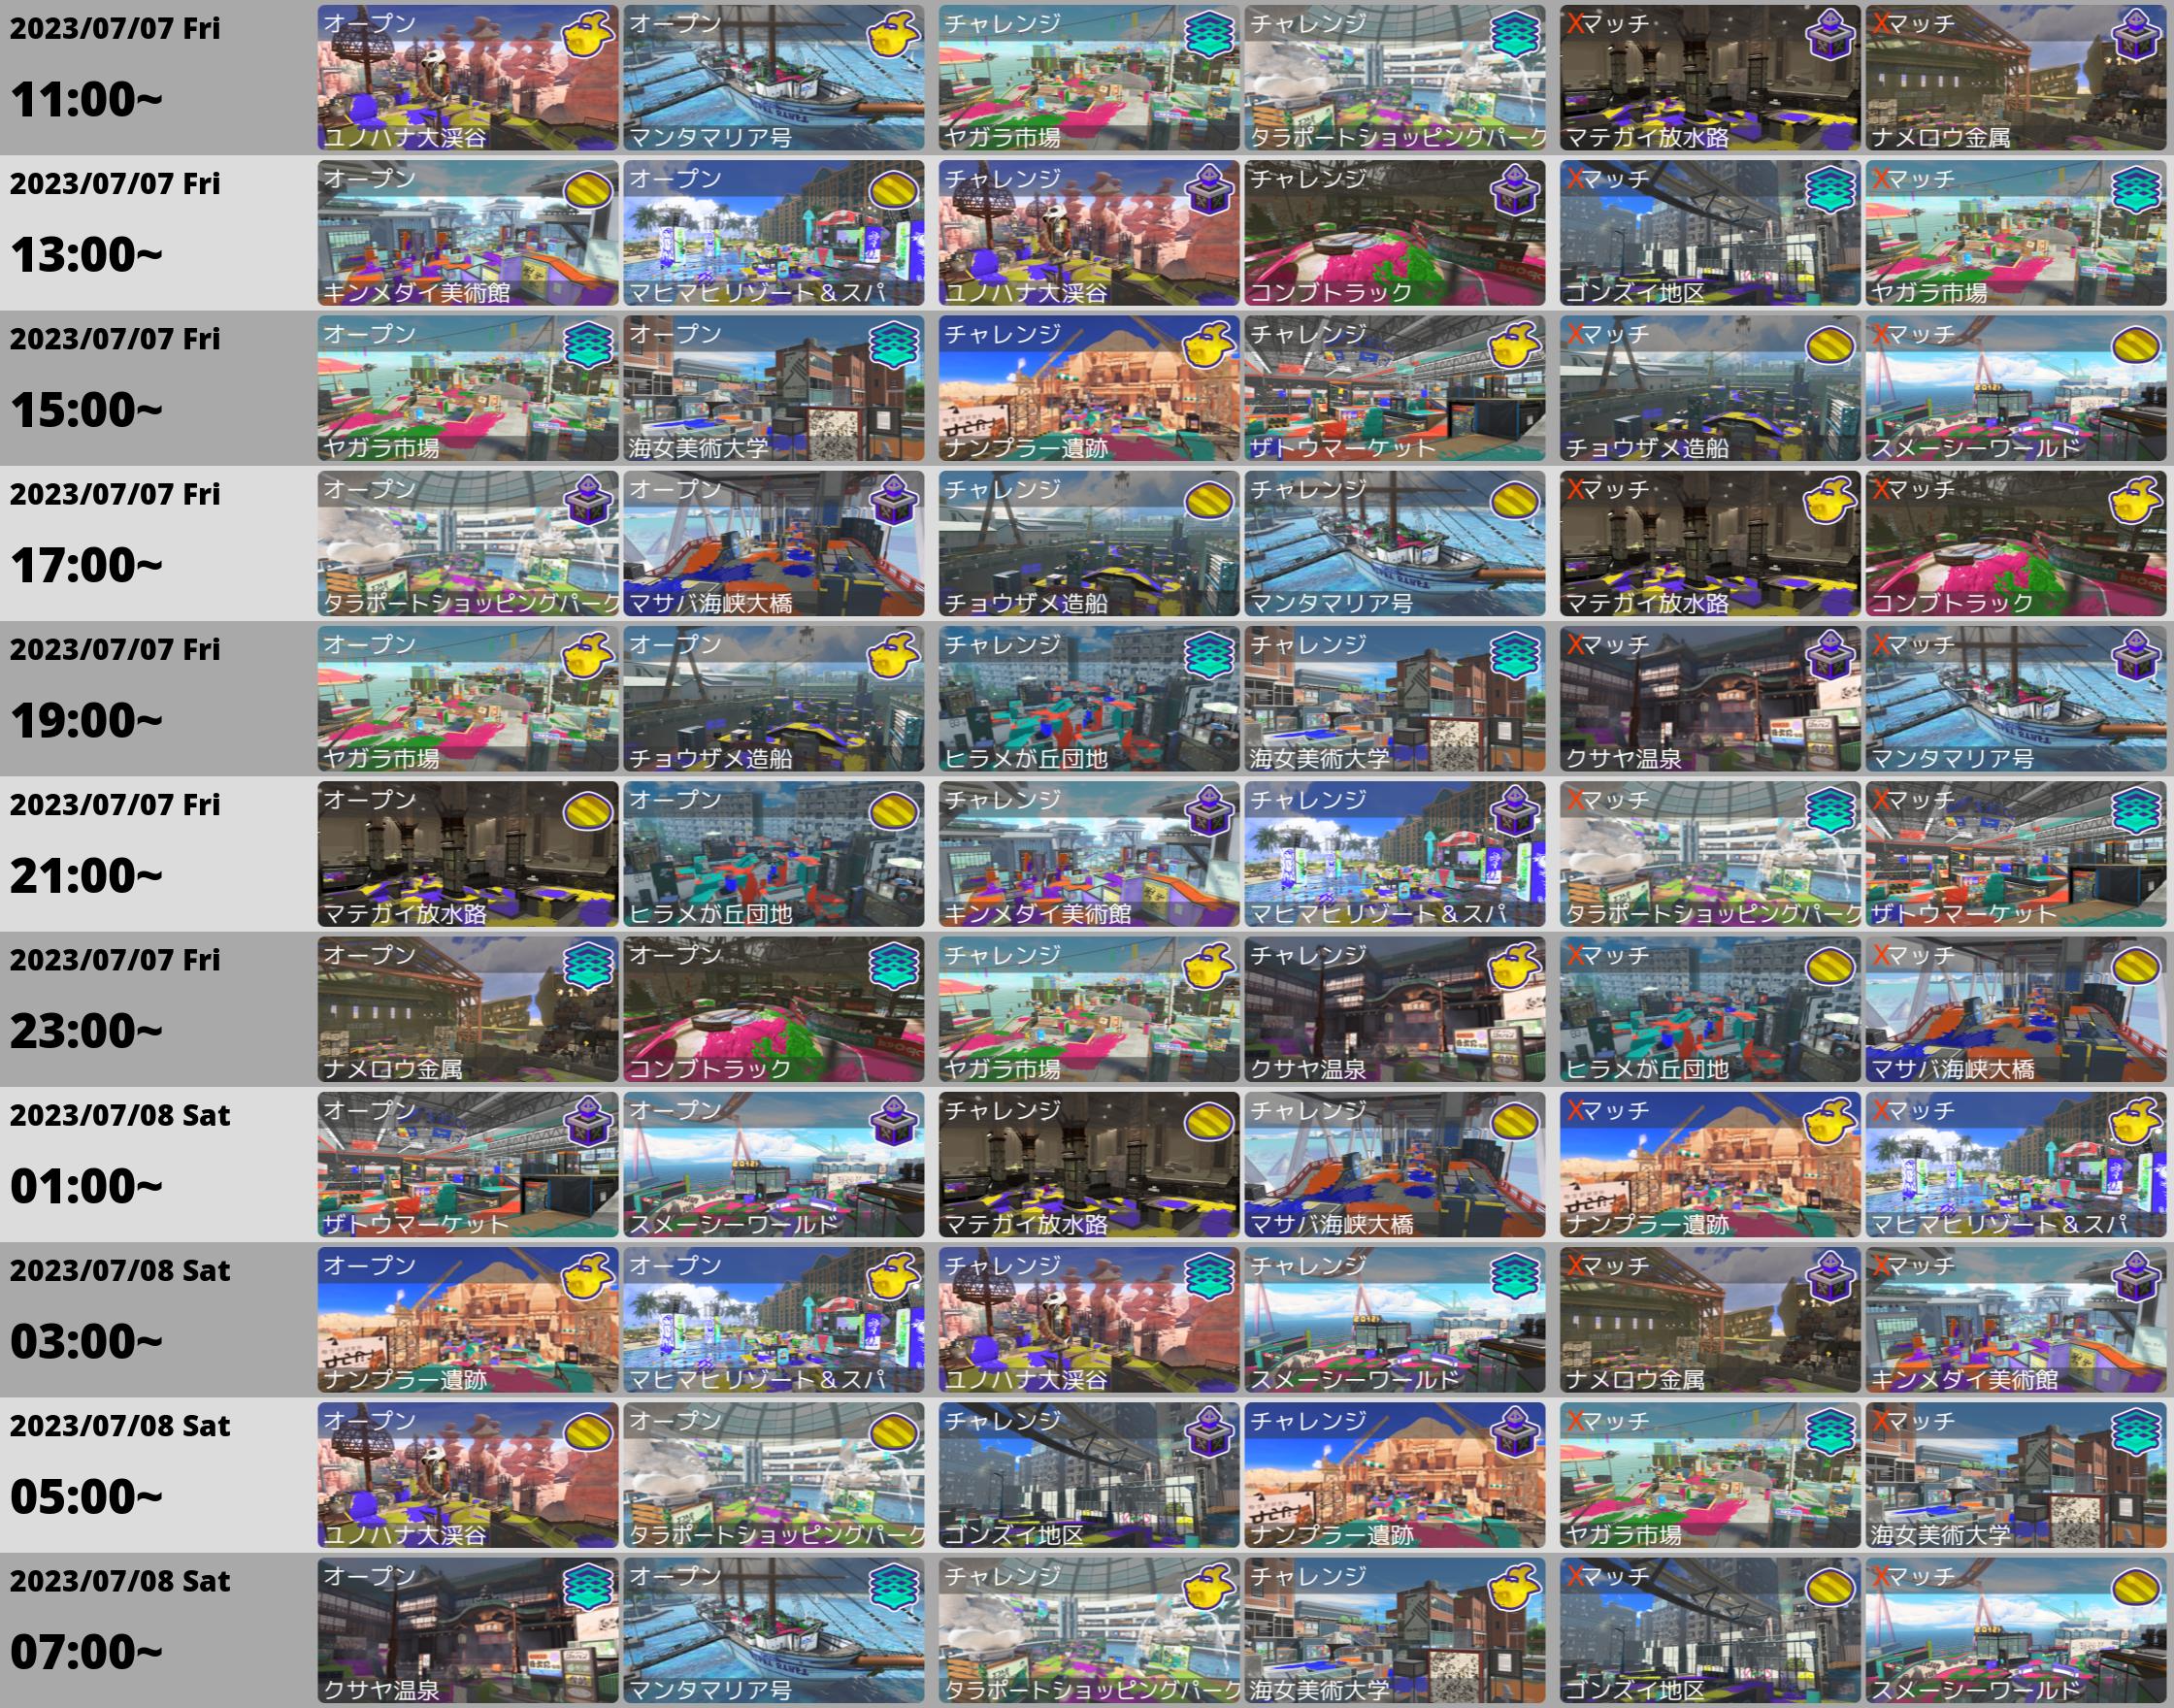 2023/07/07 Fri
11:00~
オープン オープン チャレンジ チャレンジ Xマッチ Xマッチ
ユノハナ大渓谷 マンタマリア号 ヤガラ市場 タラポートショッピングパーク マテガイ放水路 ナメロウ金属
2023/07/07 Fri
13:00~
オープン オープン チャレンジ チャレンジ Xマッチ Xマッチ
キンメダイ美術館 マヒマヒリゾート＆スパ ユノハナ大渓谷 コンブトラック ゴンズイ地区 ヤガラ市場
2023/07/07 Fri
15:00~
オープン オープン チャレンジ チャレンジ Xマッチ Xマッチ
ヤガラ市場 海女美術大学 ナンプラー遺跡 ザトウマーケット チョウザメ造船 スメーシーワールド
2023/07/07 Fri
17:00~
オープン オープン チャレンジ チャレンジ Xマッチ Xマッチ
タラポートショッピングパーク マサバ海峡大橋 チョウザメ造船 マンタマリア号 マテガイ放水路 コンブトラック
2023/07/07 Fri
19:00~
オープン オープン チャレンジ チャレンジ Xマッチ Xマッチ
ヤガラ市場 チョウザメ造船 ヒラメが丘団地 海女美術大学 クサヤ温泉 マンタマリア号
2023/07/07 Fri
21:00~
オープン オープン チャレンジ チャレンジ Xマッチ Xマッチ
マテガイ放水路 ヒラメが丘団地 キンメダイ美術館 マヒマヒリゾート＆スパ タラポートショッピングパーク ザトウマーケット
2023/07/07 Fri
23:00~
オープン オープン チャレンジ チャレンジ Xマッチ Xマッチ
ナメロウ金属 コンブトラック ヤガラ市場 クサヤ温泉 ヒラメが丘団地 マサバ海峡大橋
2023/07/08 Sat
01:00~
オープン オープン チャレンジ チャレンジ Xマッチ Xマッチ
ザトウマーケット スメーシーワールド マテガイ放水路 マサバ海峡大橋 ナンプラー遺跡 マヒマヒリゾート＆スパ
2023/07/08 Sat
03:00~
オープン オープン チャレンジ チャレンジ Xマッチ Xマッチ
ナンプラー遺跡 マヒマヒリゾート＆スパ ユノハナ大渓谷 スメーシーワールド ナメロウ金属 キンメダイ美術館
2023/07/08 Sat
05:00~
オープン オープン チャレンジ チャレンジ Xマッチ Xマッチ
ユノハナ大渓谷 タラポートショッピングパーク ゴンズイ地区 ナンプラー遺跡 ヤガラ市場 海女美術大学
2023/07/08 Sat
07:00~
オープン オープン チャレンジ チャレンジ Xマッチ Xマッチ
クサヤ温泉 マンタマリア号 タラポートショッピングパーク 海女美術大学 ゴンズイ地区 スメーシーワールド